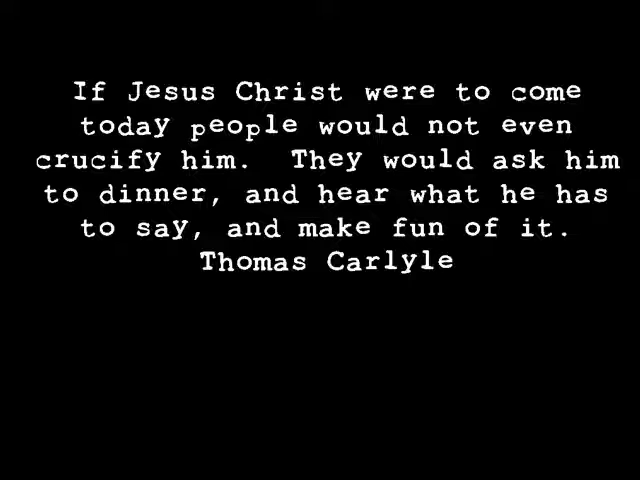 If Jesus Christ were to come
today people would not even
crucify him.  They would ask him
to dinner, and hear what he has
to say, and make fun of it.
Thomas Carlyle